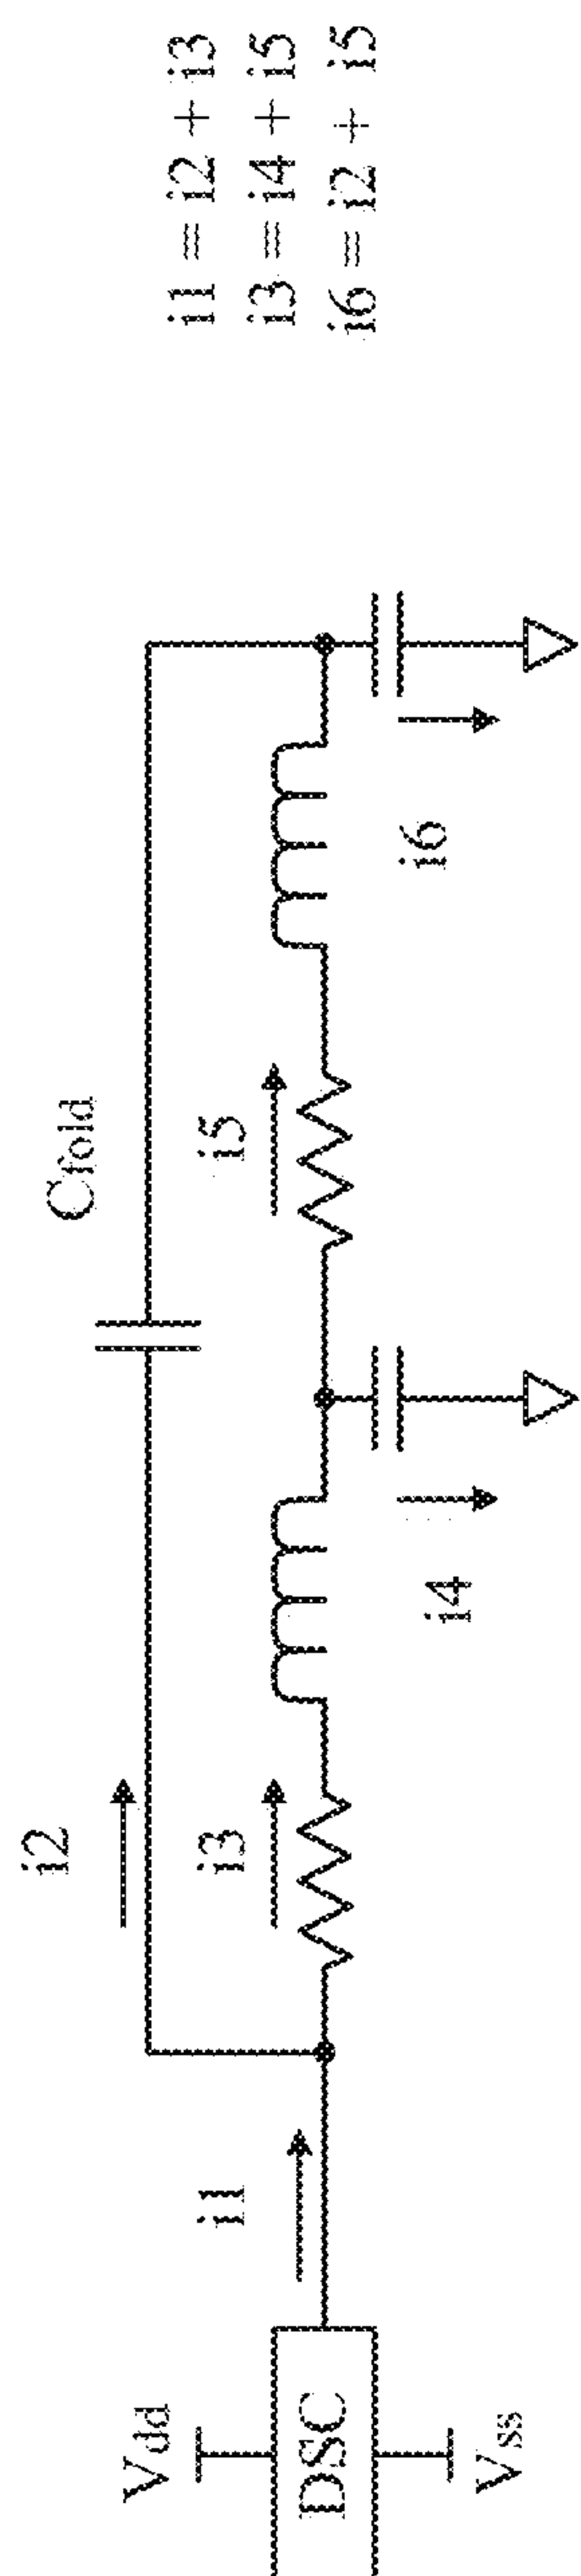 i1 = i2 + i3
i3 = i4 + i5
i6 = i2 + i5
Cfold
i2
i3
i5
i1
i4
i6
Vdd
DSC
Vss